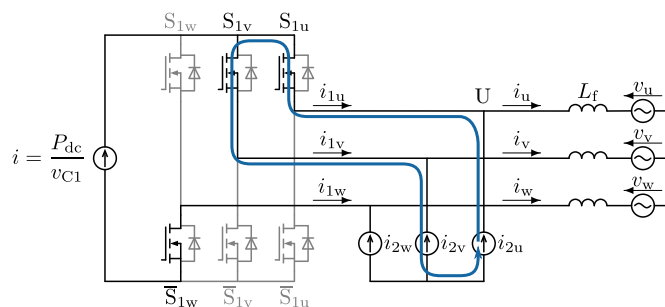 S1w S1v S1u
i1u U iu Lf vu
i = Pdc / vC1
i1v iv vv
i1w iw vw
i2w i2v i2u
S̅1w S̅1v S̅1u